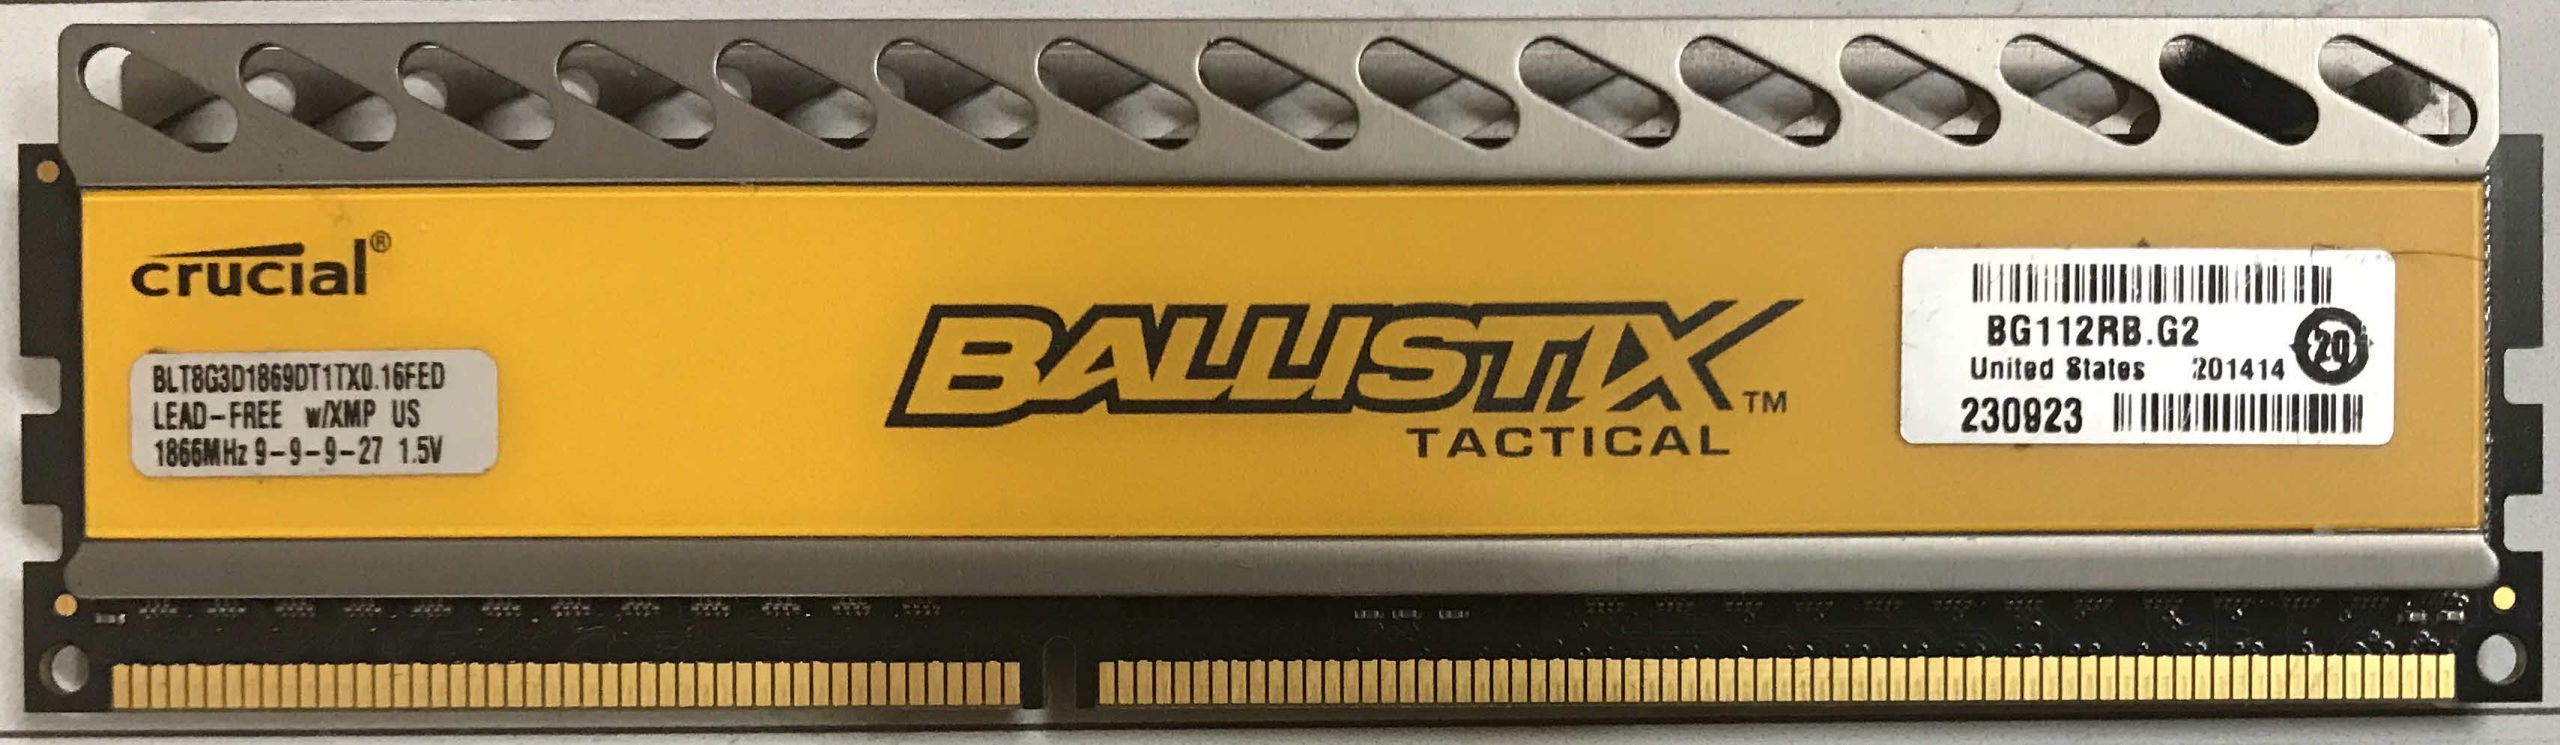 crucial®
BLT8G3D1869DT1TX0.16FED
LEAD-FREE w/XMP US
1866MHz 9-9-9-27 1.5V
BALLISTIX™
TACTICAL
BG112RB.G2
United States 201414
20
230923